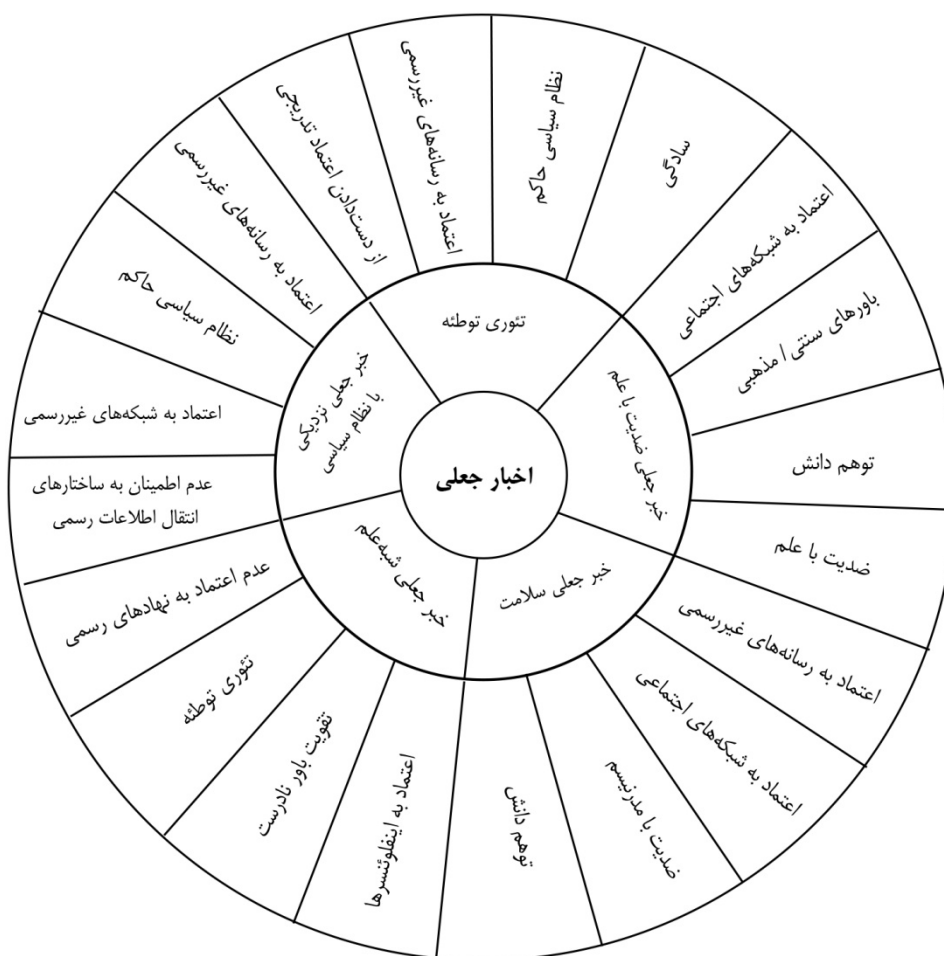 اخبار جعلی
تئوری توطئه
خبر جعلی ضدیت با علم
خبر جعلی سلامت
خبر جعلی شبه‌علم
خبر جعلی نزدیکی
با نظام سیاسی
نظام سیاسی حاکم
سادگی
اعتماد به شبکه‌های اجتماعی
باورهای سنتی / مذهبی
توهم دانش
ضدیت با علم
اعتماد به رسانه‌های غیررسمی
اعتماد به شبکه‌های اجتماعی
ضدیت با مدرنیسم
توهم دانش
اعتماد به اینفلوئنسرها
تقویت باور نادرست
تئوری توطئه
عدم اعتماد به نهادهای رسمی
عدم اطمینان به ساختارهای
انتقال اطلاعات رسمی
اعتماد به شبکه‌های غیررسمی
نظام سیاسی حاکم
اعتماد به رسانه‌های غیررسمی
از دست‌دادن اعتماد تدریجی
اعتماد به رسانه‌های غیررسمی